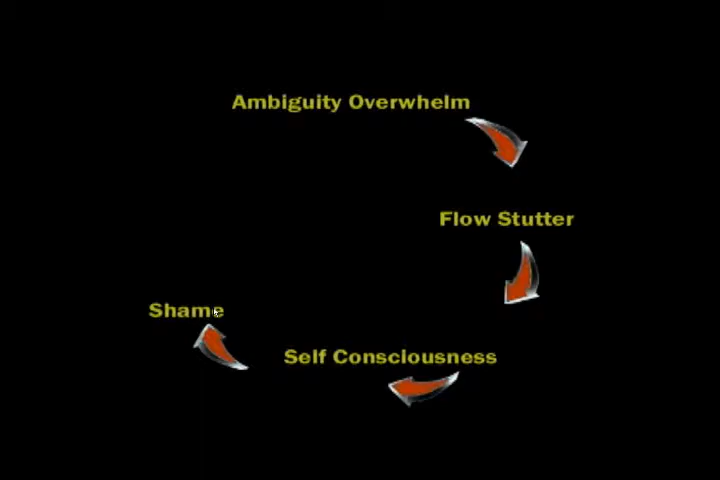 Ambiguity Overwhelm
Flow Stutter
Shame
Self Consciousness